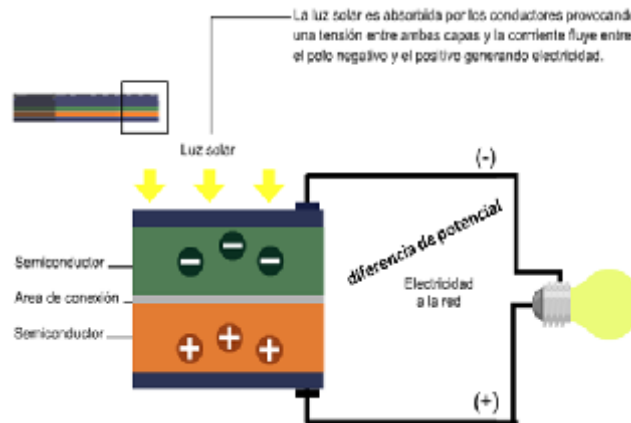 La luz solar es absorbida por los conductores provocando
una tensión entre ambas capas y la corriente fluye entre
el polo negativo y el positivo generando electricidad.
Luz solar
(-)
diferencia de potencial
Semiconductor
Area de conexión
Semiconductor
Electricidad
a la red
(+)